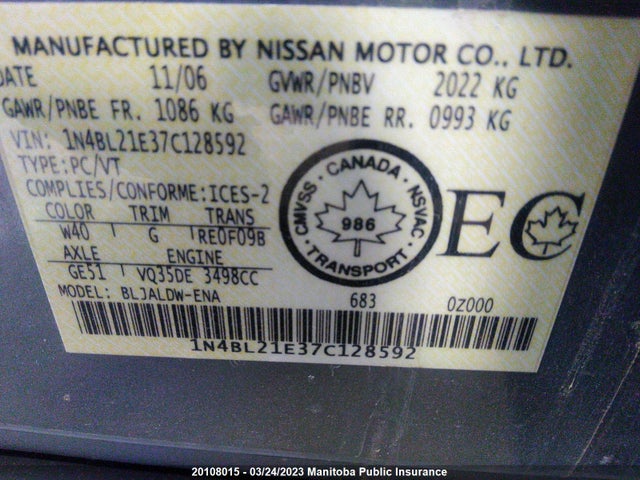 MANUFACTURED BY NISSAN MOTOR CO., LTD.
DATE 11/06 GVWR/PNBV 2022 KG
GAWR/PNBE FR. 1086 KG GAWR/PNBE RR. 0993 KG
VIN: 1N4BL21E37C128592
TYPE:PC/VT
COMPLIES/CONFORME:ICES-2
COLOR TRIM TRANS
W40 G RE0F09B
AXLE ENGINE
GE51 VQ35DE 3498CC
MODEL: BLJALDW-ENA
CANADA
CMVSS NSVAC
986
TRANSPORT
EC
683 0Z000
1N4BL21E37C128592
20108015 - 03/24/2023 Manitoba Public Insurance